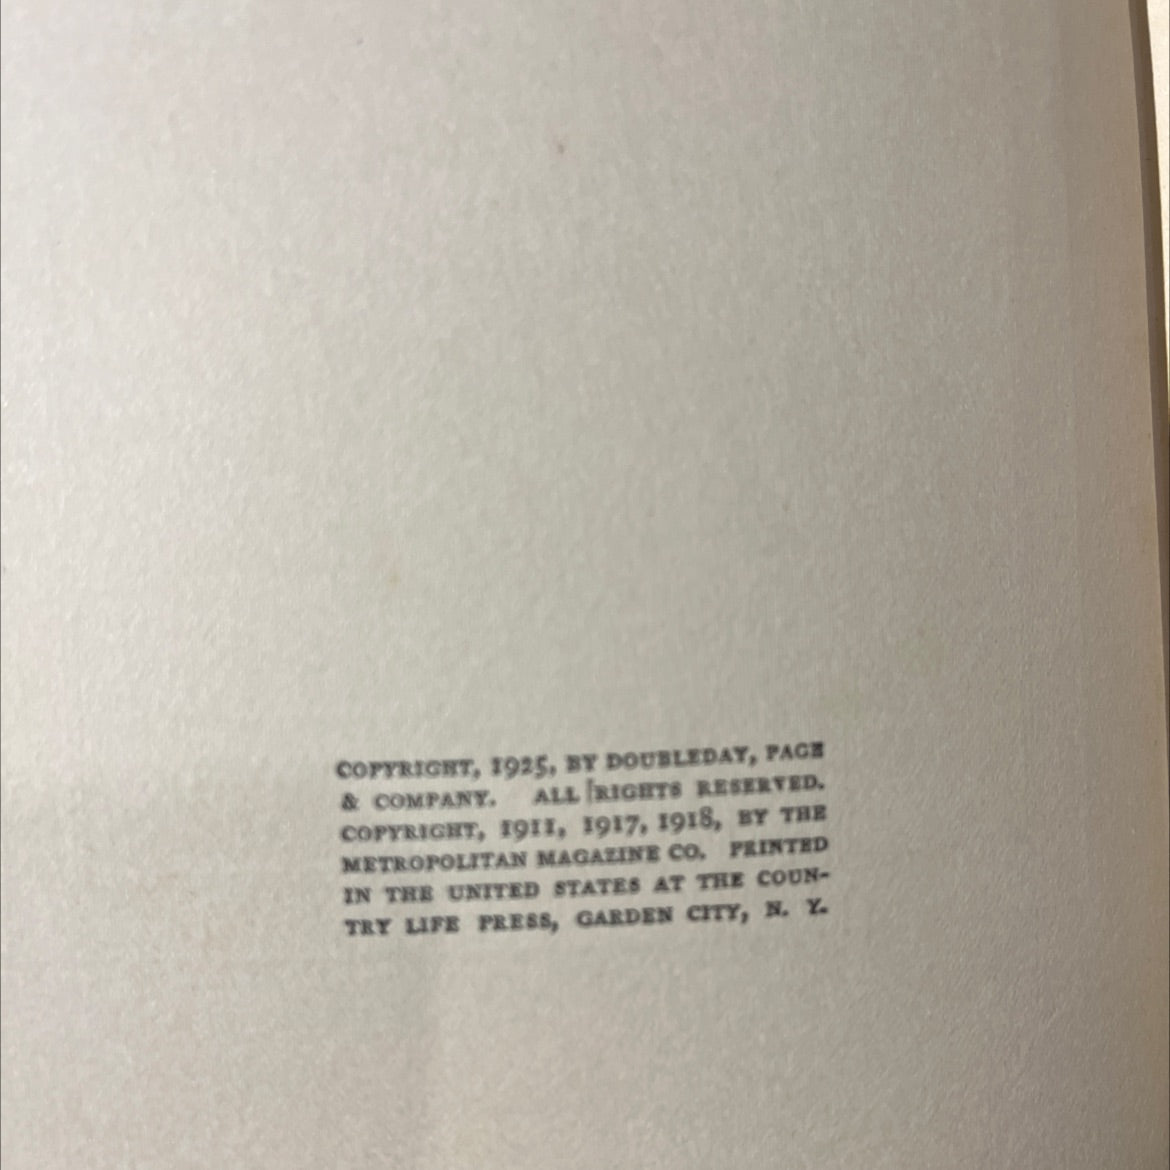 COPYRIGHT, 1925, BY DOUBLEDAY, PAGE
& COMPANY. ALL RIGHTS RESERVED.
COPYRIGHT, 1911, 1917, 1918, BY THE
METROPOLITAN MAGAZINE CO. PRINTED
IN THE UNITED STATES AT THE COUN-
TRY LIFE PRESS, GARDEN CITY, N. Y.